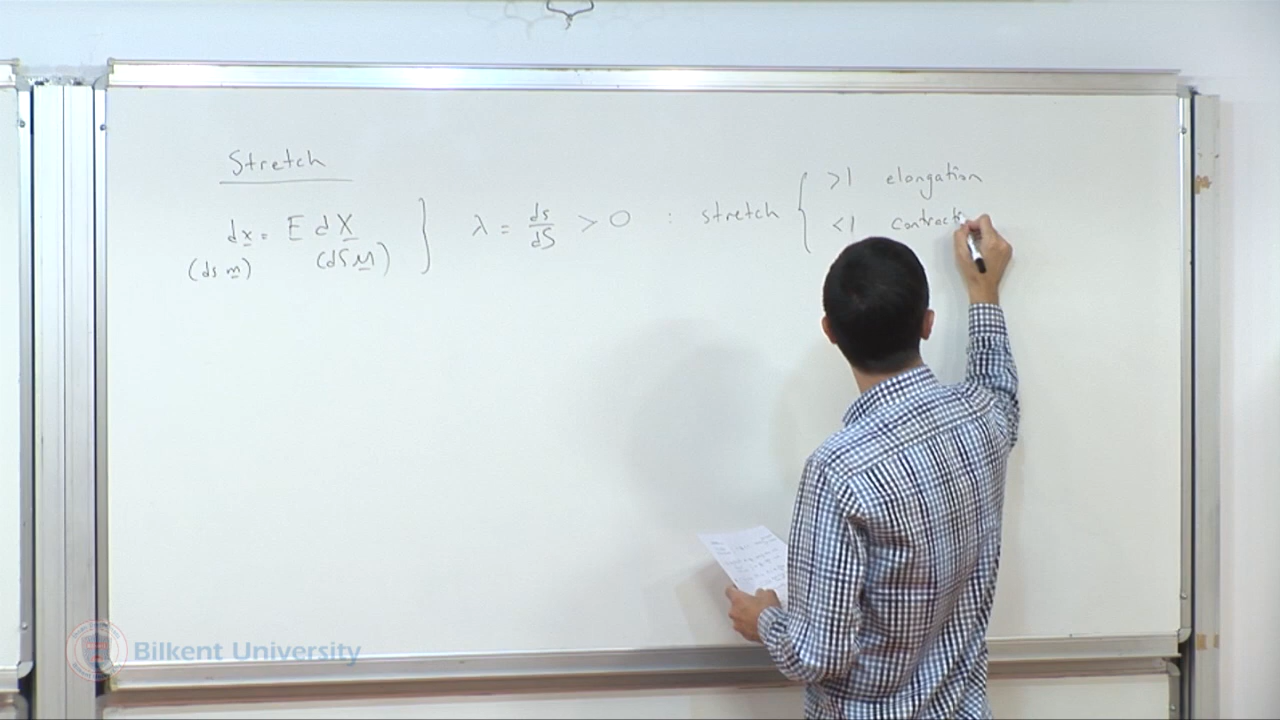 Stretch
dx = F dX } λ = ds/dS > 0 : stretch { >1 elongation
(ds m) (dS M) <1 contracti
Bilkent University